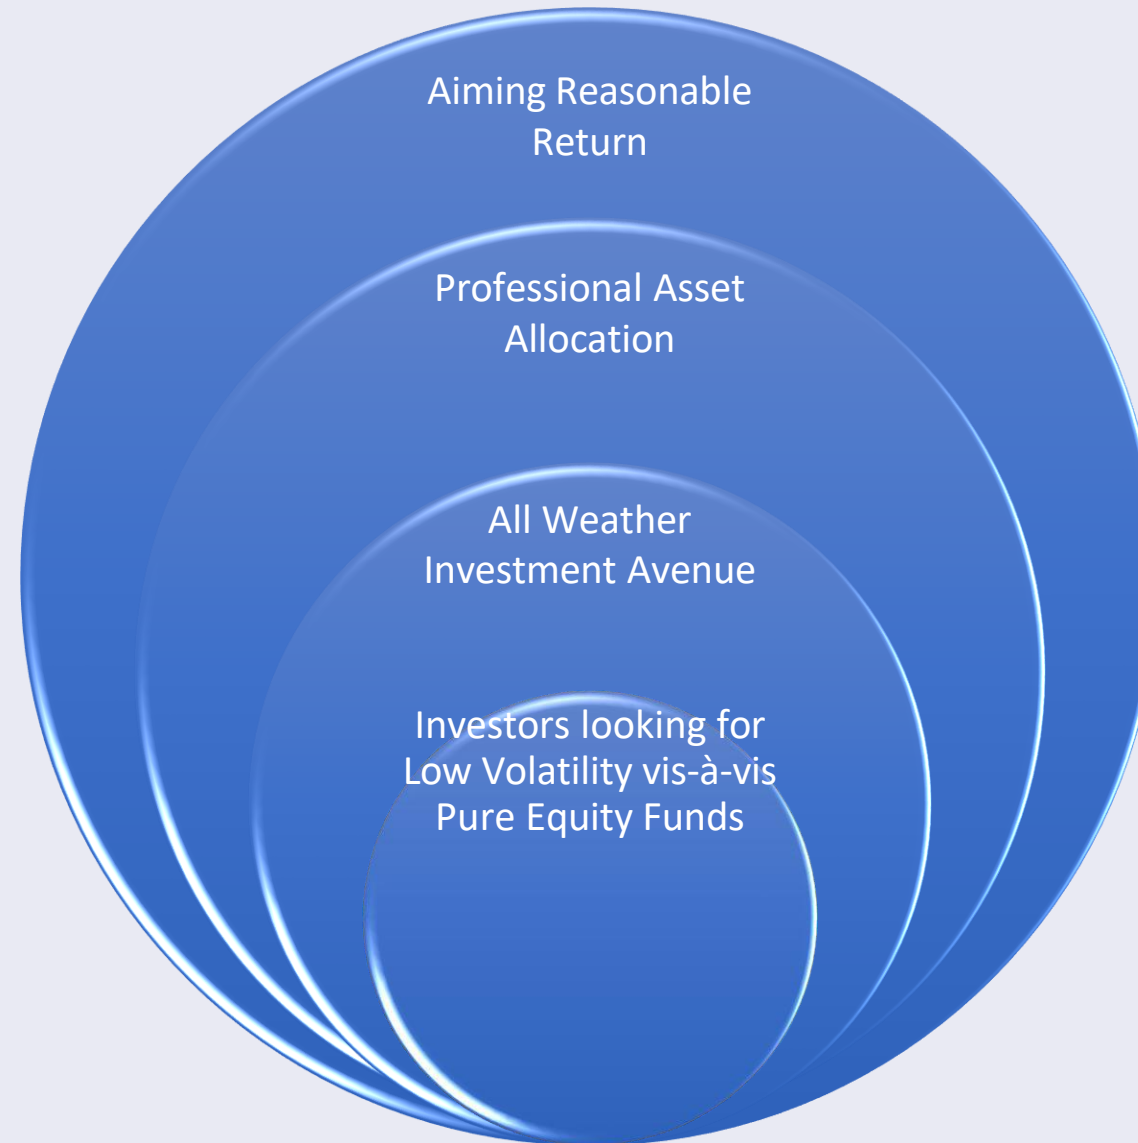 Aiming Reasonable
Return
Professional Asset
Allocation
All Weather
Investment Avenue
Investors looking for
Low Volatility vis-à-vis
Pure Equity Funds